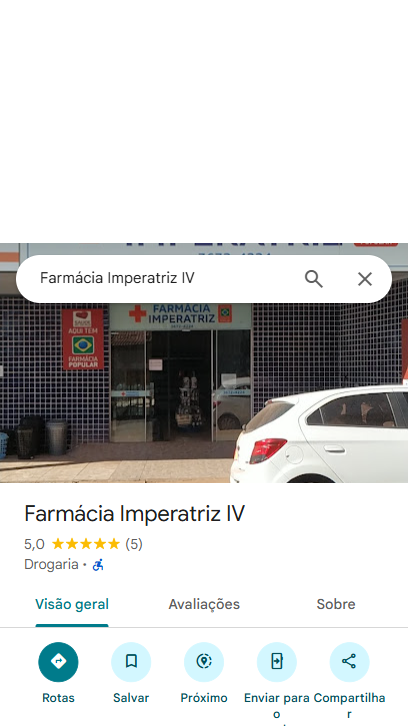 Farmácia Imperatriz IV
FARMÁCIA
IMPERATRIZ
AQUI TEM
FARMÁCIA
POPULAR
Farmácia Imperatriz IV
5,0 (5)
Drogaria ·
Visão geral Avaliações Sobre
Rotas Salvar Próximo Enviar para o Compartilhar